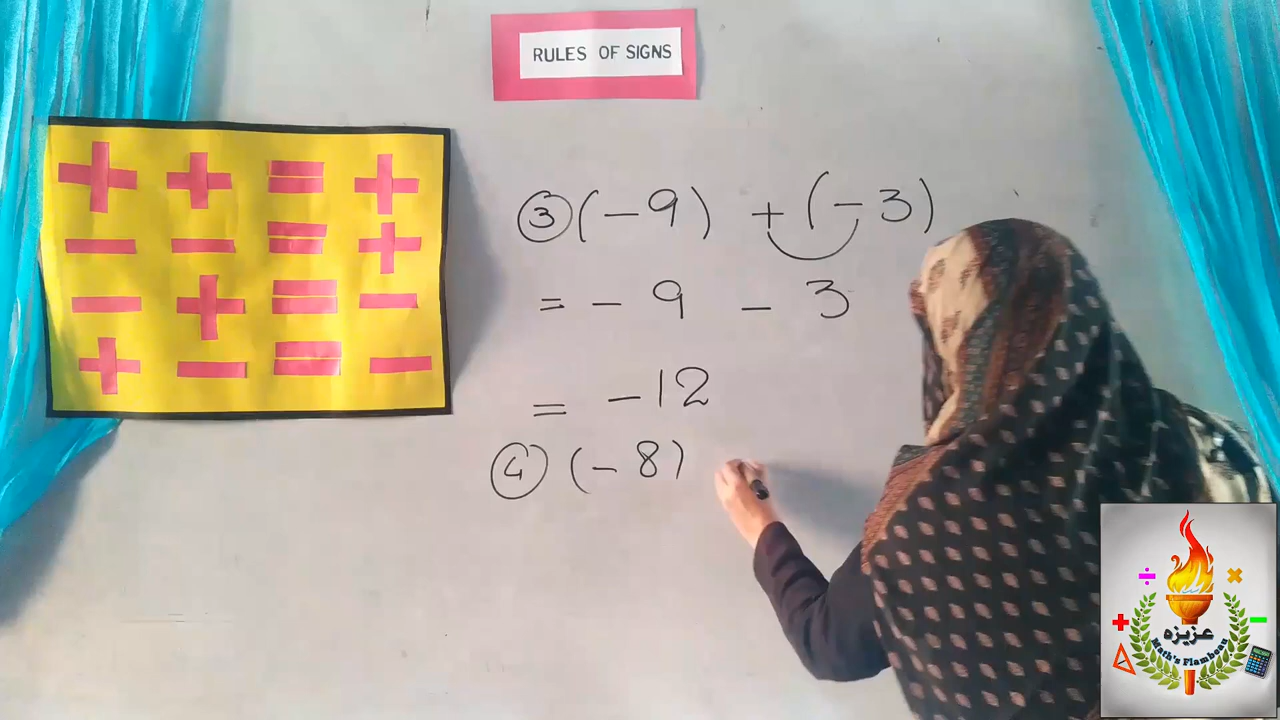 RULES OF SIGNS
+ + = +
− − = +
− + = −
+ − = −
③ (−9) + (−3)
= − 9 − 3
= −12
④ (−8)
عزیزہ
Math's Flambeau